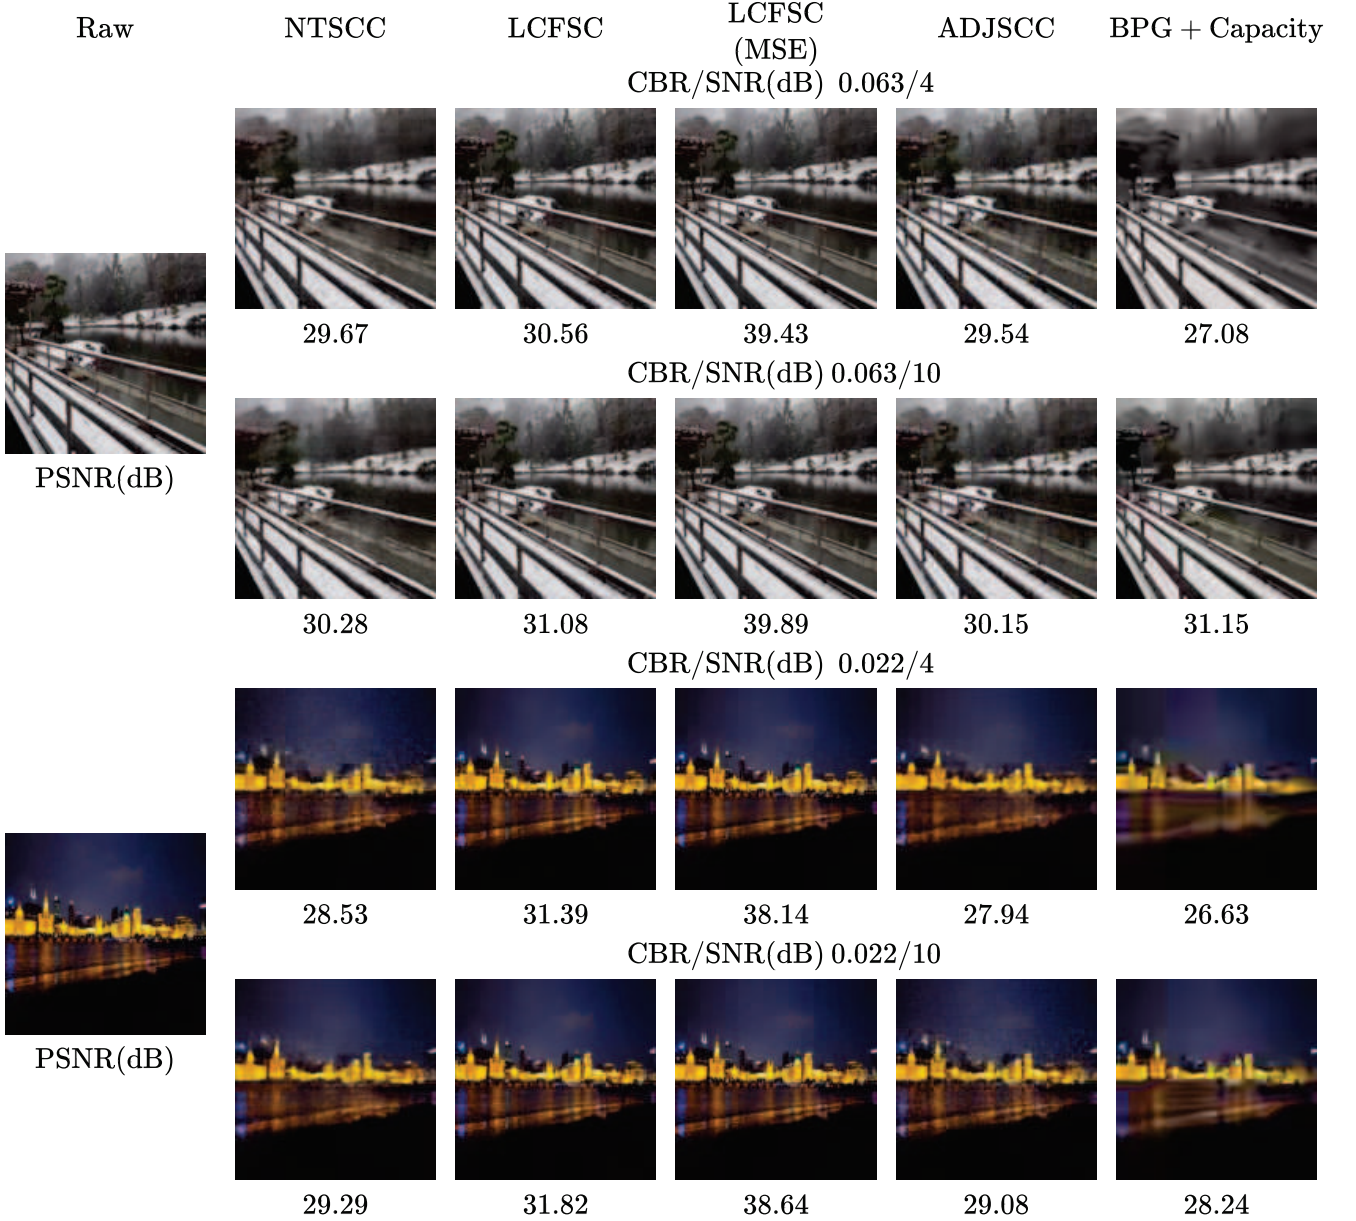 Raw NTSCC LCFSC LCFSC (MSE) ADJSCC BPG + Capacity
CBR/SNR(dB) 0.063/4
29.67 30.56 39.43 29.54 27.08
CBR/SNR(dB) 0.063/10
PSNR(dB)
30.28 31.08 39.89 30.15 31.15
CBR/SNR(dB) 0.022/4
28.53 31.39 38.14 27.94 26.63
CBR/SNR(dB) 0.022/10
PSNR(dB)
29.29 31.82 38.64 29.08 28.24